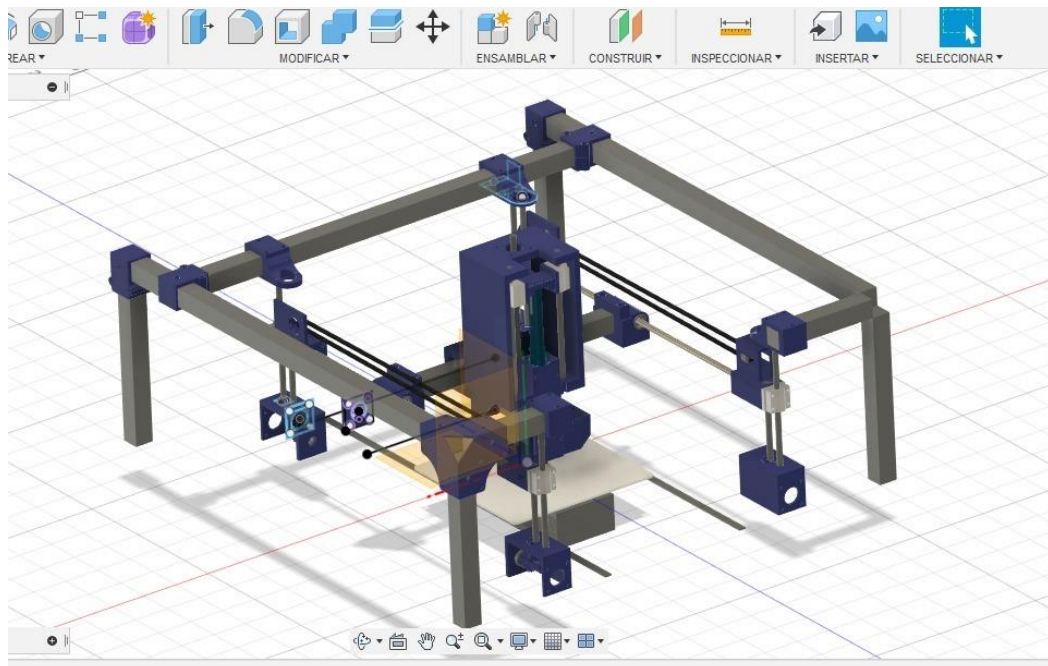 REAR ▾ MODIFICAR ▾ ENSAMBLAR ▾ CONSTRUIR ▾ INSPECCIONAR ▾ INSERTAR ▾ SELECCIONAR ▾